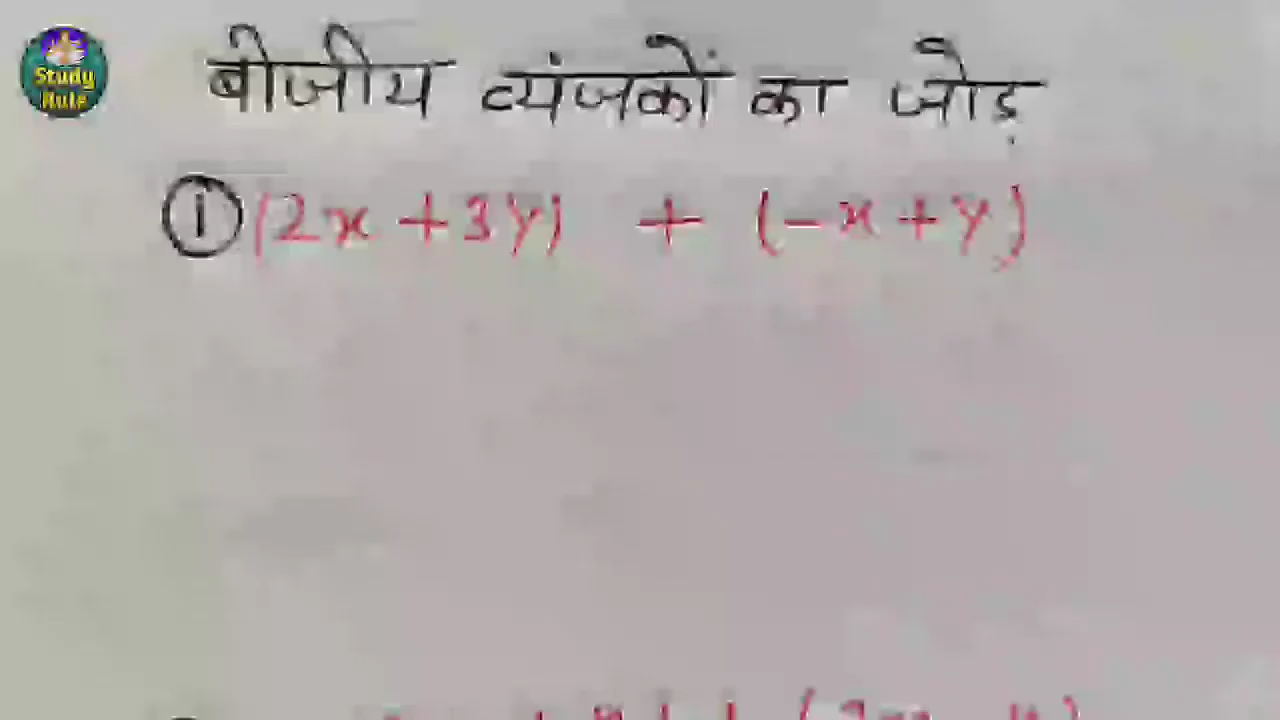 Study
Rule
बीजीय व्यंजकों का जोड़
① (2x + 3y) + (-x + y)